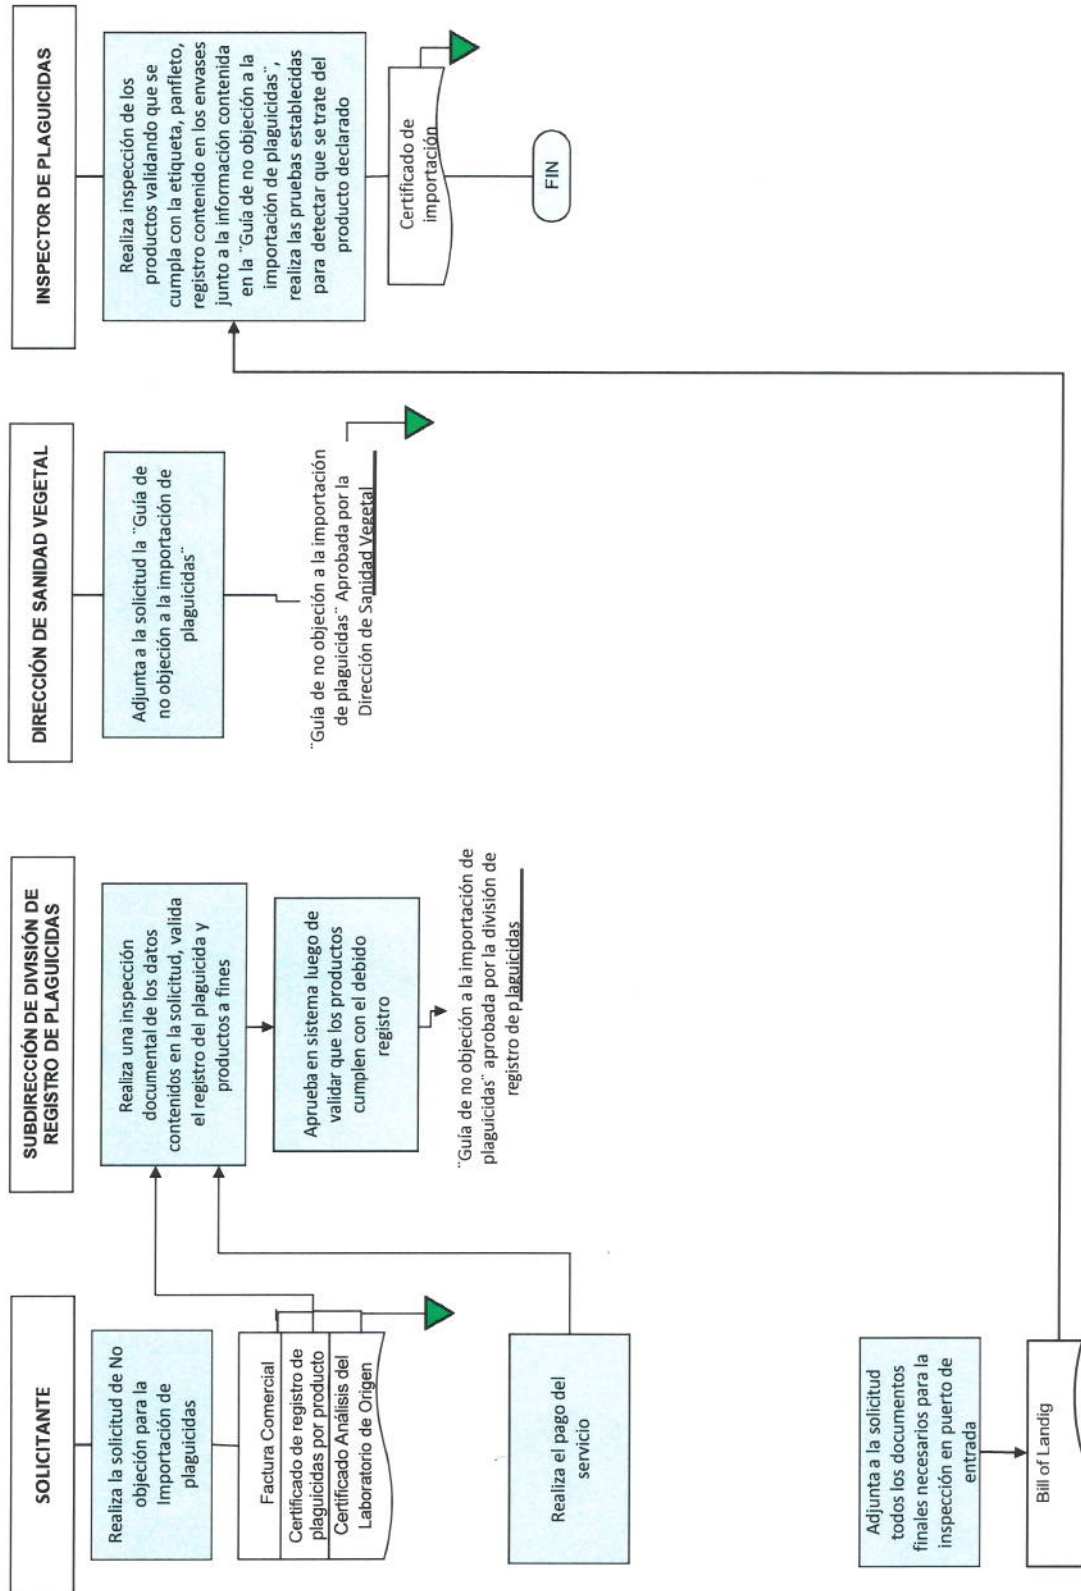 SOLICITANTE
Realiza la solicitud de No
objeción para la
Importación de
plaguicidas
Factura Comercial
Certificado de registro de
plaguicidas por producto
Certificado Análisis del
Laboratorio de Origen
Realiza el pago del
servicio
Adjunta a la solicitud
todos los documentos
finales necesarios para la
inspección en puerto de
entrada
Bill of Landig
SUBDIRECCIÓN DE DIVISIÓN DE
REGISTRO DE PLAGUICIDAS
Realiza una inspección
documental de los datos
contenidos en la solicitud, valida
el registro del plaguicida y
productos a fines
Aprueba en sistema luego de
validar que los productos
cumplen con el debido
registro
¨Guía de no objeción a la importación de
plaguicidas¨ aprobada por la división de
registro de plaguicidas
DIRECCIÓN DE SANIDAD VEGETAL
Adjunta a la solicitud la ¨Guía de
no objeción a la importación de
plaguicidas¨
¨Guía de no objeción a la importación
de plaguicidas¨ Aprobada por la
Dirección de Sanidad Vegetal
INSPECTOR DE PLAGUICIDAS
Realiza inspección de los
productos validando que se
cumpla con la etiqueta, panfleto,
registro contenido en los envases
junto a la información contenida
en la ¨Guía de no objeción a la
importación de plaguicidas¨,
realiza las pruebas establecidas
para detectar que se trate del
producto declarado
Certificado de
importación
FIN